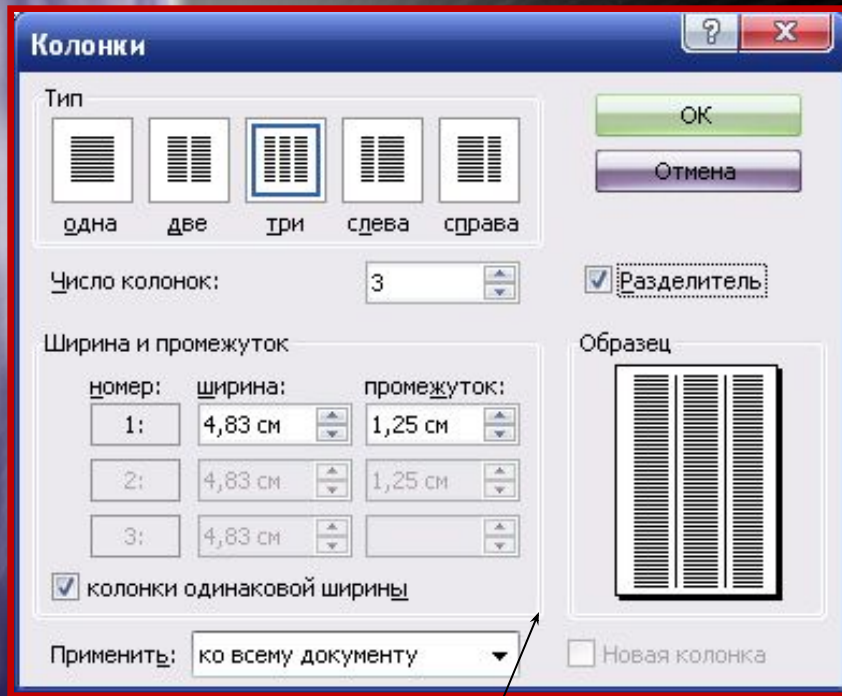 Колонки
Тип
одна две три слева справа
ОК
Отмена
Число колонок: 3
Разделитель
Ширина и промежуток
номер: ширина: промежуток:
1: 4,83 см 1,25 см
2: 4,83 см 1,25 см
3: 4,83 см
колонки одинаковой ширины
Образец
Применить: ко всему документу
Новая колонка